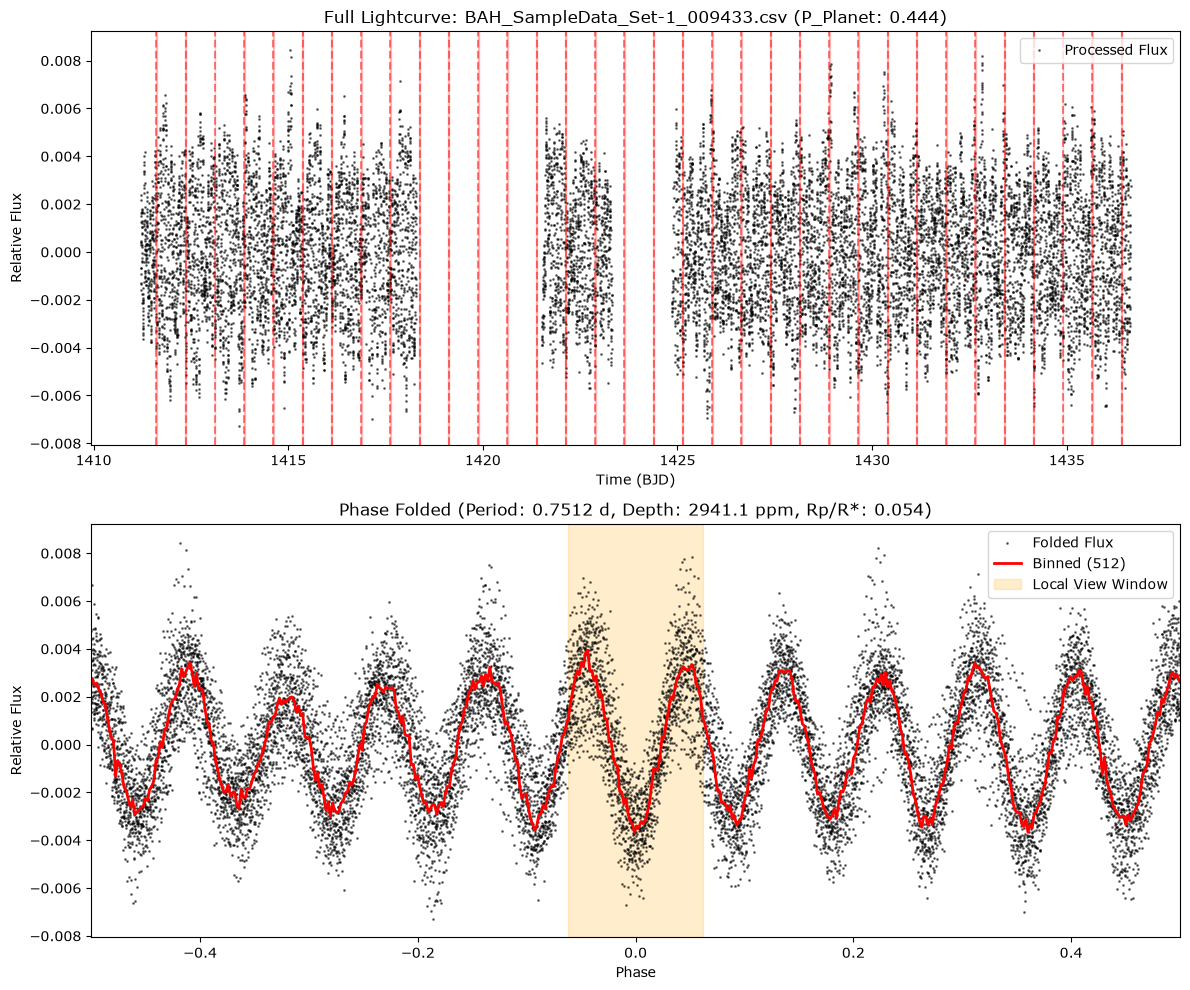 Full Lightcurve: BAH_SampleData_Set-1_009433.csv (P_Planet: 0.444)
Processed Flux
0.008
0.006
0.004
0.002
0.000
−0.002
−0.004
−0.006
−0.008
Relative Flux
1410 1415 1420 1425 1430 1435
Time (BJD)
Phase Folded (Period: 0.7512 d, Depth: 2941.1 ppm, Rp/R*: 0.054)
Folded Flux
Binned (512)
Local View Window
0.008
0.006
0.004
0.002
0.000
−0.002
−0.004
−0.006
−0.008
Relative Flux
−0.4 −0.2 0.0 0.2 0.4
Phase